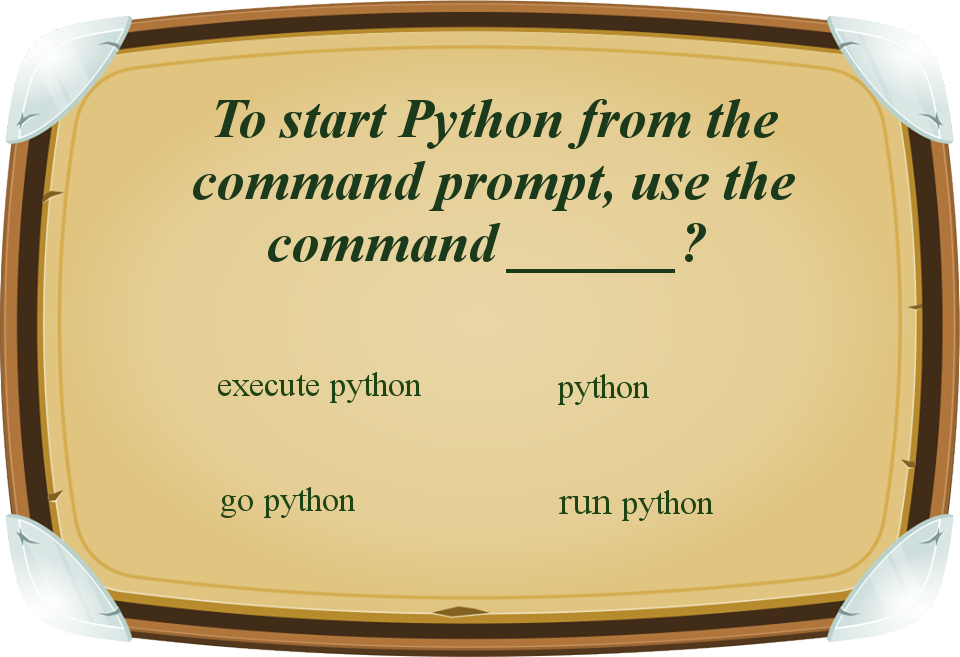 To start Python from the
command prompt, use the
command ______?
execute python
python
go python
run python